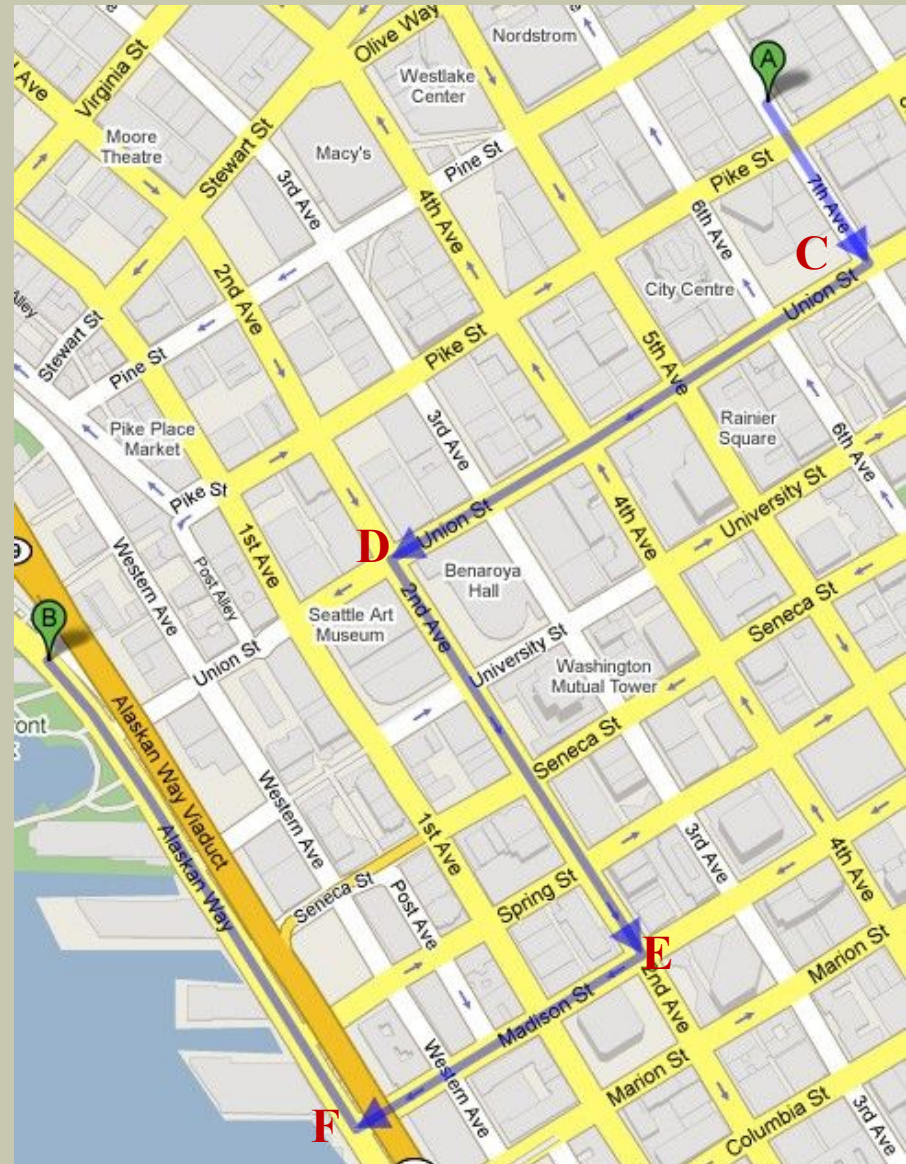 Olive Way
Nordstrom
A
Virginia St
Ave
Westlake
Center
Moore
Theatre
Stewart St
Macy's
Pine St
Pike St
3rd Ave
4th Ave
6th Ave
7th Ave
C
2nd Ave
City Centre
Union St
Alley
Stewart St
Pine St
Pike St
5th Ave
3rd Ave
Rainier
Square
6th Ave
Pike Place
Market
Pike St
Union St
4th Ave
University St
9
Western Ave
1st Ave
D
Post Alley
Benaroya
Hall
2nd Ave
Seattle Art
Museum
B
Seneca St
Union St
University St
Washington
Mutual Tower
ront
Alaskan Way Viaduct
Seneca St
Western Ave
1st Ave
3rd Ave
4th Ave
Alaskan Way
Seneca St
Post Ave
Spring St
E
Marion St
2nd Ave
Madison St
Western Ave
Marion St
F
Columbia St
3rd Ave